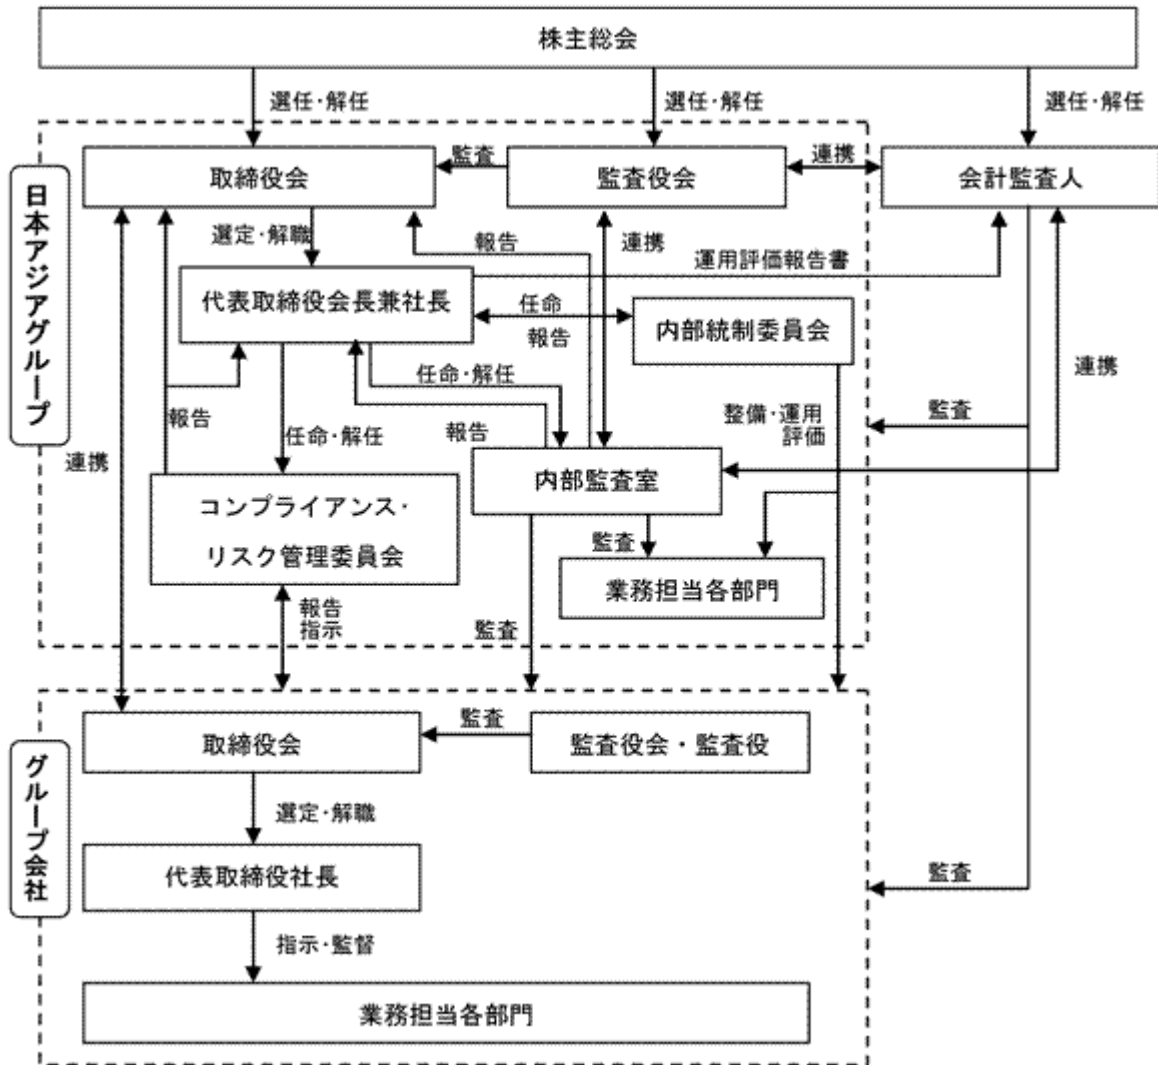 株主総会
選任・解任
選任・解任
選任・解任
日本アジアグループ
取締役会
監査
監査役会
連携
会計監査人
選定・解職
報告
連携
運用評価報告書
代表取締役会長兼社長
任命
報告
内部統制委員会
任命・解任
連携
報告
任命・解任
報告
整備・運用
評価
監査
連携
内部監査室
コンプライアンス・
リスク管理委員会
監査
業務担当各部門
報告
指示
監査
グループ会社
取締役会
監査
監査役会・監査役
選定・解職
代表取締役社長
監査
指示・監督
業務担当各部門